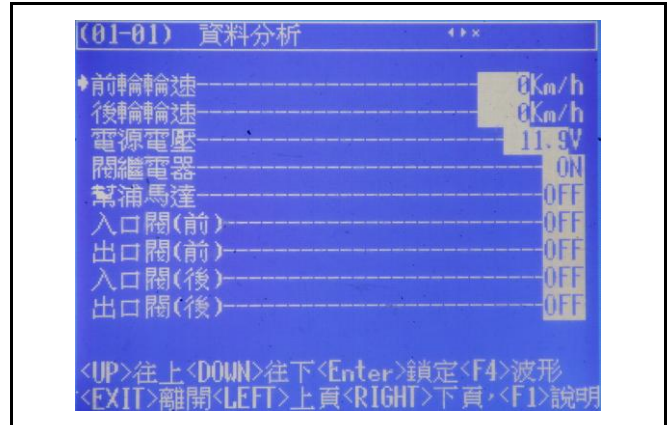 (01-01) 資料分析
前輪輪速 0Km/h
後輪輪速 0Km/h
電源電壓 11.9V
閥繼電器 ON
幫浦馬達 OFF
入口閥(前) OFF
出口閥(前) OFF
入口閥(後) OFF
出口閥(後) OFF
<UP>往上<DOWN>往下<Enter>鎖定<F4>波形
<EXIT>離開<LEFT>上頁<RIGHT>下頁,<F1>說明